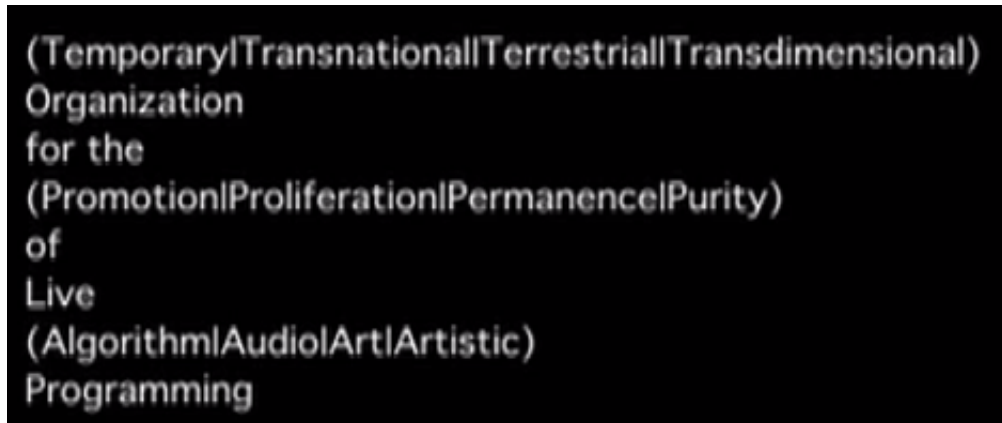 (Temporary|Transnational|Terrestrial|Transdimensional)
Organization
for the
(Promotion|Proliferation|Permanence|Purity)
of
Live
(Algorithm|Audio|Art|Artistic)
Programming